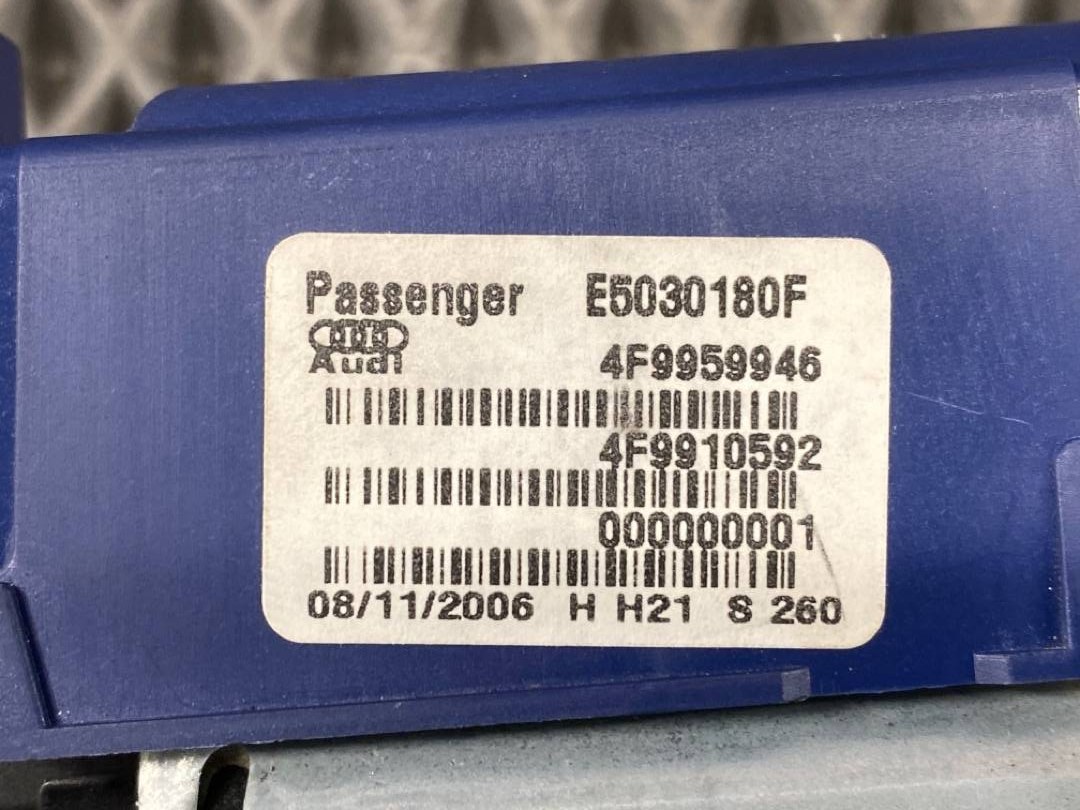 Passenger E5030180F
Audi 4F9959946
4F9910592
000000001
08/11/2006 H H21 S 260